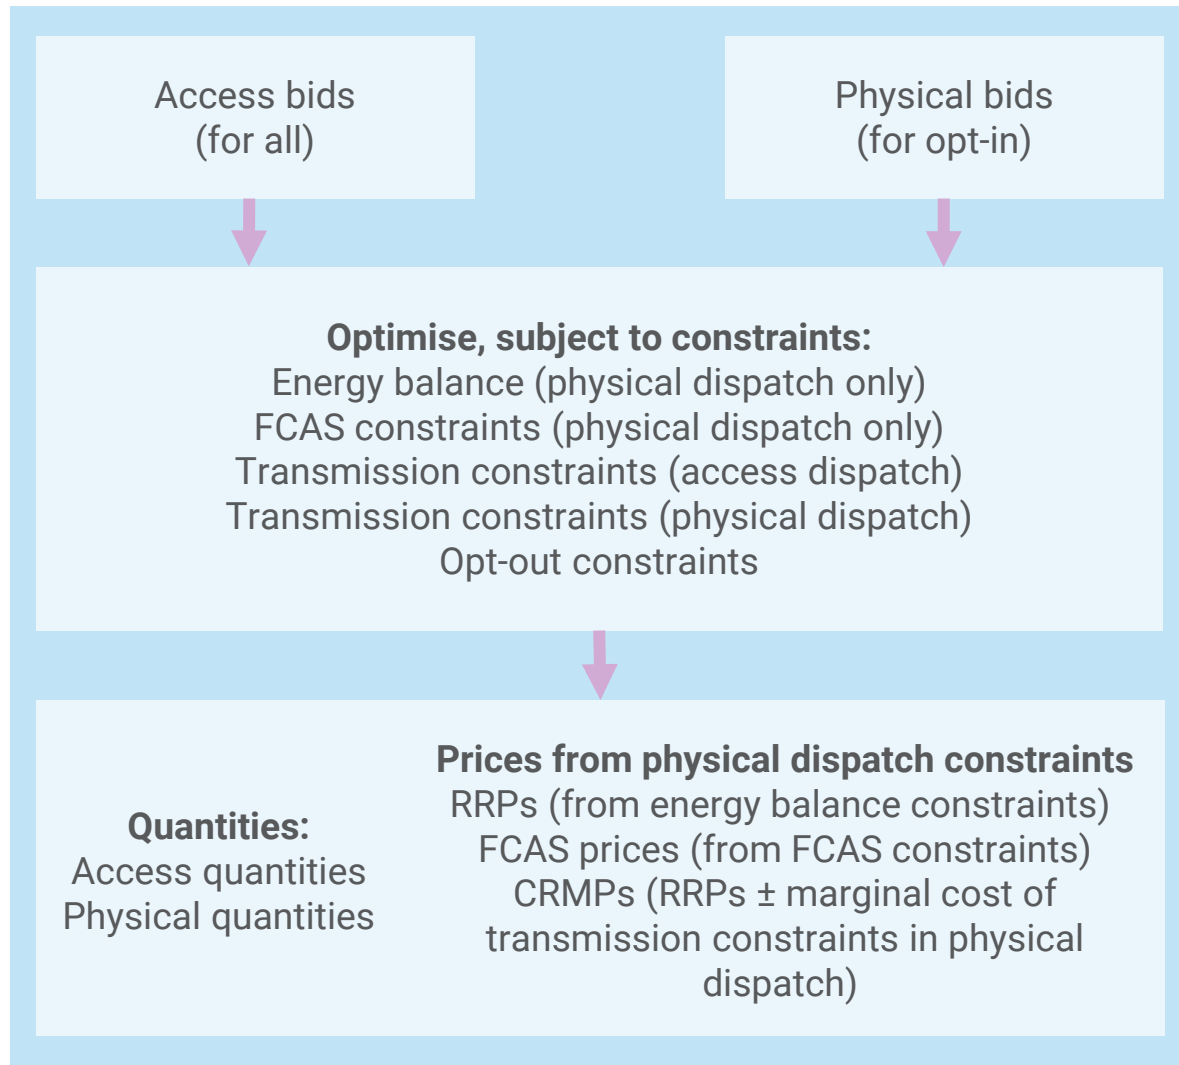 Access bids
(for all)
Physical bids
(for opt-in)
Optimise, subject to constraints:
Energy balance (physical dispatch only)
FCAS constraints (physical dispatch only)
Transmission constraints (access dispatch)
Transmission constraints (physical dispatch)
Opt-out constraints
Quantities:
Access quantities
Physical quantities
Prices from physical dispatch constraints
RRPs (from energy balance constraints)
FCAS prices (from FCAS constraints)
CRMPs (RRPs ± marginal cost of
transmission constraints in physical
dispatch)